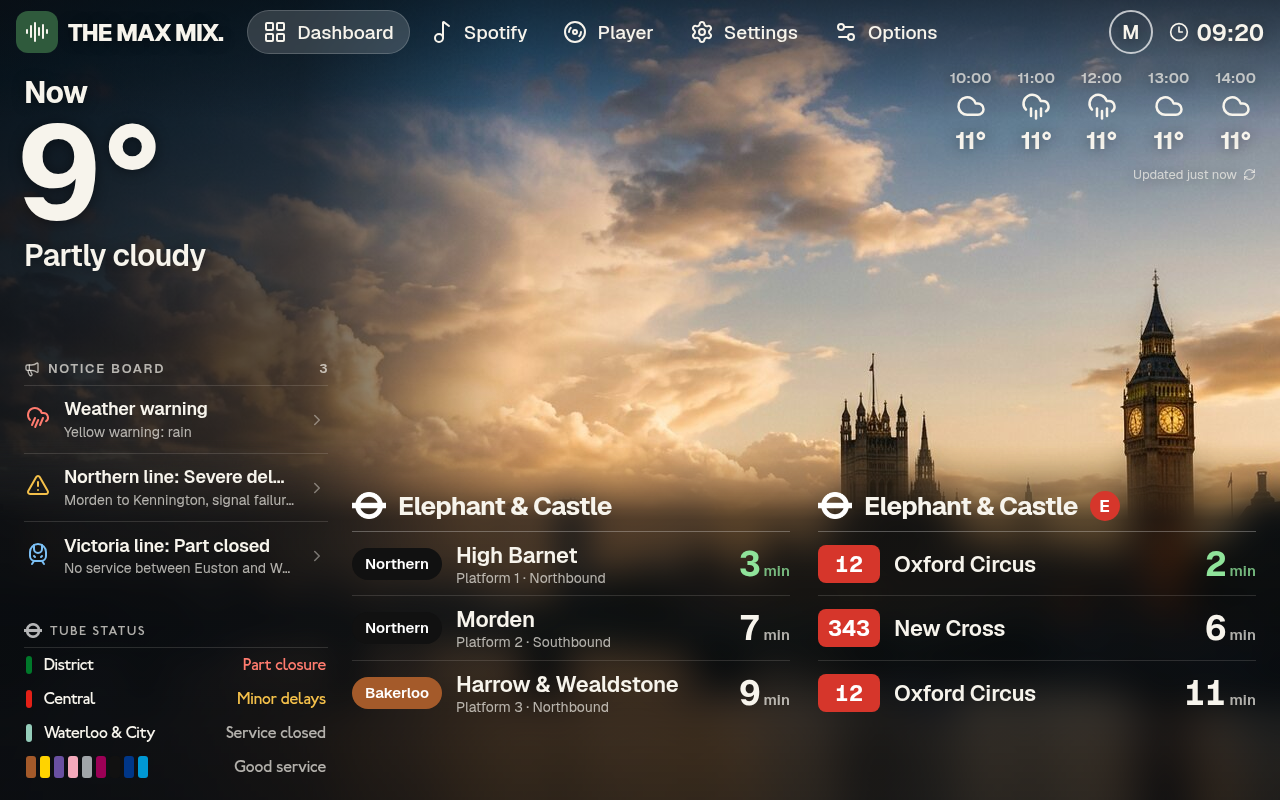 THE MAX MIX.
Dashboard
Spotify
Player
Settings
Options
M
09:20
Now
9°
Partly cloudy
10:00 11:00 12:00 13:00 14:00
11° 11° 11° 11° 11°
Updated just now
NOTICE BOARD 3
Weather warning
Yellow warning: rain
Northern line: Severe del...
Morden to Kennington, signal failur...
Victoria line: Part closed
No service between Euston and W...
TUBE STATUS
District Part closure
Central Minor delays
Waterloo & City Service closed
Good service
Elephant & Castle
Northern High Barnet 3 min
Platform 1 · Northbound
Northern Morden 7 min
Platform 2 · Southbound
Bakerloo Harrow & Wealdstone 9 min
Platform 3 · Northbound
Elephant & Castle E
12 Oxford Circus 2 min
343 New Cross 6 min
12 Oxford Circus 11 min